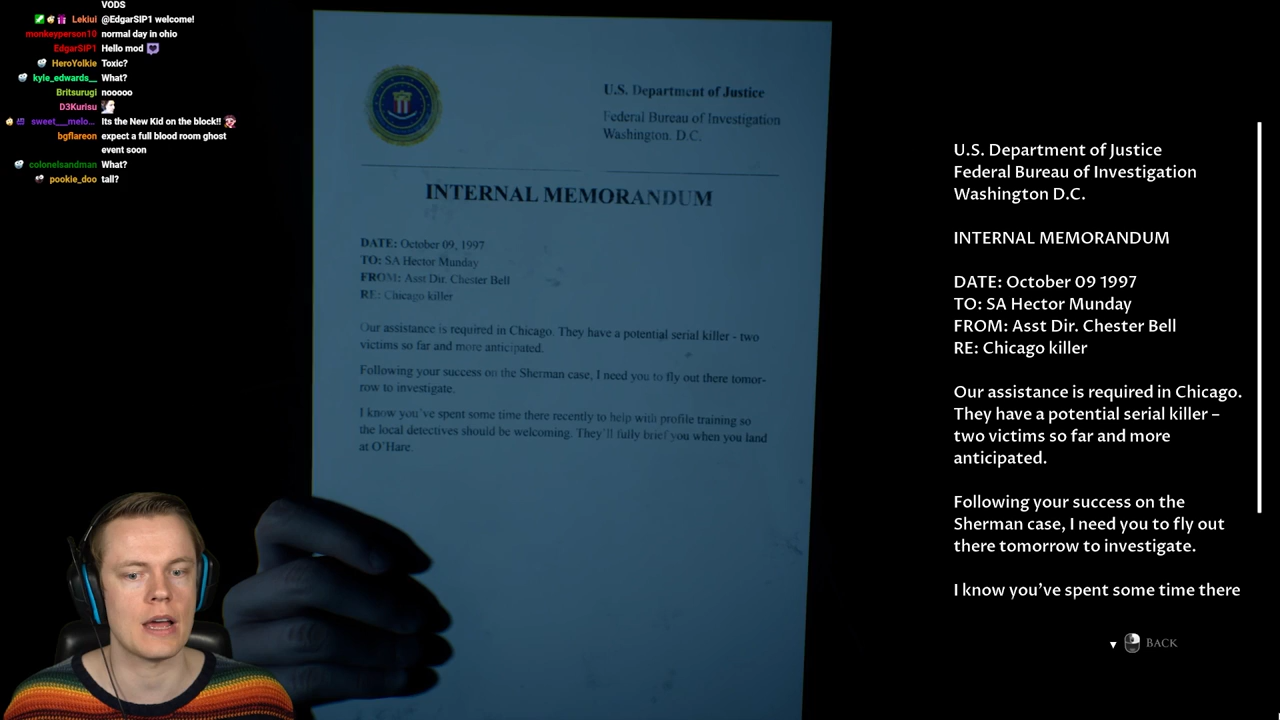 VODS
Lekiui @EdgarSIP1 welcome!
monkeyperson10 normal day in ohio
EdgarSIP1 Hello mod
HeroYolkie Toxic?
kyle_edwards__ What?
Britsurugi nooooo
D3Kurisu
sweet___melo... Its the New Kid on the block!!
bgflareon expect a full blood room ghost
event soon
colonelsandman What?
pookie_doo tall?
U.S. Department of Justice
Federal Bureau of Investigation
Washington. D.C.
INTERNAL MEMORANDUM
DATE: October 09, 1997
TO: SA Hector Munday
FROM: Asst Dir. Chester Bell
RE: Chicago killer
Our assistance is required in Chicago. They have a potential serial killer - two
victims so far and more anticipated.
Following your success on the Sherman case, I need you to fly out there tomor-
row to investigate.
I know you've spent some time there recently to help with profile training so
the local detectives should be welcoming. They'll fully brief you when you land
at O'Hare.
U.S. Department of Justice
Federal Bureau of Investigation
Washington D.C.
INTERNAL MEMORANDUM
DATE: October 09 1997
TO: SA Hector Munday
FROM: Asst Dir. Chester Bell
RE: Chicago killer
Our assistance is required in Chicago.
They have a potential serial killer –
two victims so far and more
anticipated.
Following your success on the
Sherman case, I need you to fly out
there tomorrow to investigate.
I know you've spent some time there
BACK